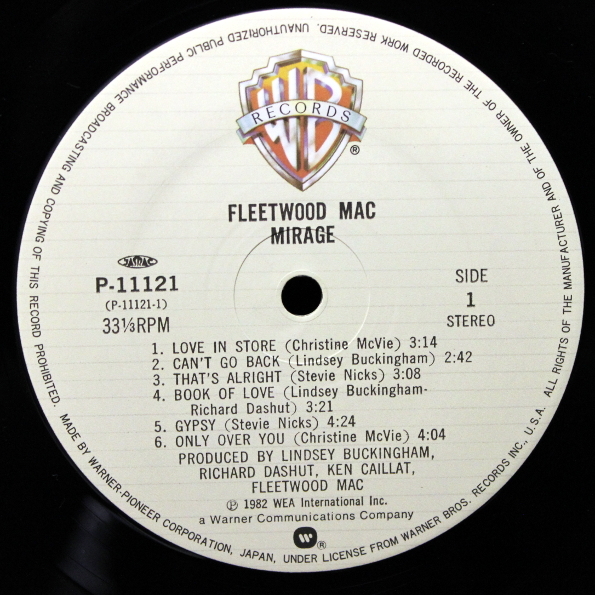 WB
RECORDS
®
FLEETWOOD MAC
MIRAGE
P-11121
(P-11121-1)
33⅓RPM
SIDE
1
STEREO
1. LOVE IN STORE (Christine McVie) 3:14
2. CAN'T GO BACK (Lindsey Buckingham) 2:42
3. THAT'S ALRIGHT (Stevie Nicks) 3:08
4. BOOK OF LOVE (Lindsey Buckingham-
Richard Dashut) 3:21
5. GYPSY (Stevie Nicks) 4:24
6. ONLY OVER YOU (Christine McVie) 4:04
PRODUCED BY LINDSEY BUCKINGHAM,
RICHARD DASHUT, KEN CAILLAT,
FLEETWOOD MAC
℗ 1982 WEA International Inc.
a Warner Communications Company
®
MADE BY WARNER-PIONEER CORPORATION, JAPAN, UNDER LICENSE FROM WARNER BROS. RECORDS INC., U.S.A. ALL RIGHTS OF THE MANUFACTURER AND OF THE OWNER OF THE RECORDED WORK RESERVED. UNAUTHORIZED PUBLIC PERFORMANCE BROADCASTING AND COPYING OF THIS RECORD PROHIBITED.